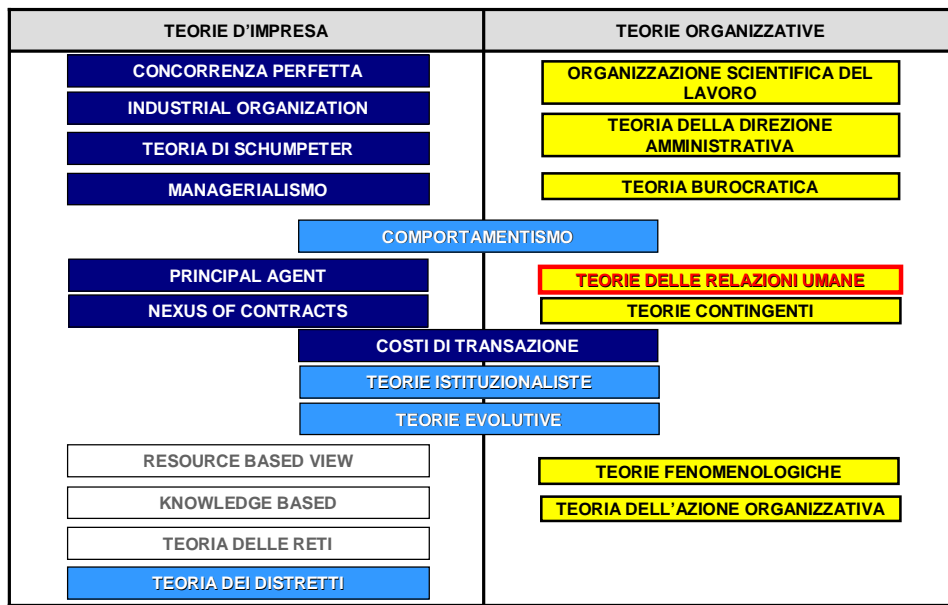 TEORIE D'IMPRESA
TEORIE ORGANIZZATIVE
CONCORRENZA PERFETTA
ORGANIZZAZIONE SCIENTIFICA DEL
LAVORO
INDUSTRIAL ORGANIZATION
TEORIA DELLA DIREZIONE
AMMINISTRATIVA
TEORIA DI SCHUMPETER
MANAGERIALISMO
TEORIA BUROCRATICA
COMPORTAMENTISMO
PRINCIPAL AGENT
TEORIE DELLE RELAZIONI UMANE
NEXUS OF CONTRACTS
TEORIE CONTINGENTI
COSTI DI TRANSAZIONE
TEORIE ISTITUZIONALISTE
TEORIE EVOLUTIVE
RESOURCE BASED VIEW
TEORIE FENOMENOLOGICHE
KNOWLEDGE BASED
TEORIA DELL'AZIONE ORGANIZZATIVA
TEORIA DELLE RETI
TEORIA DEI DISTRETTI